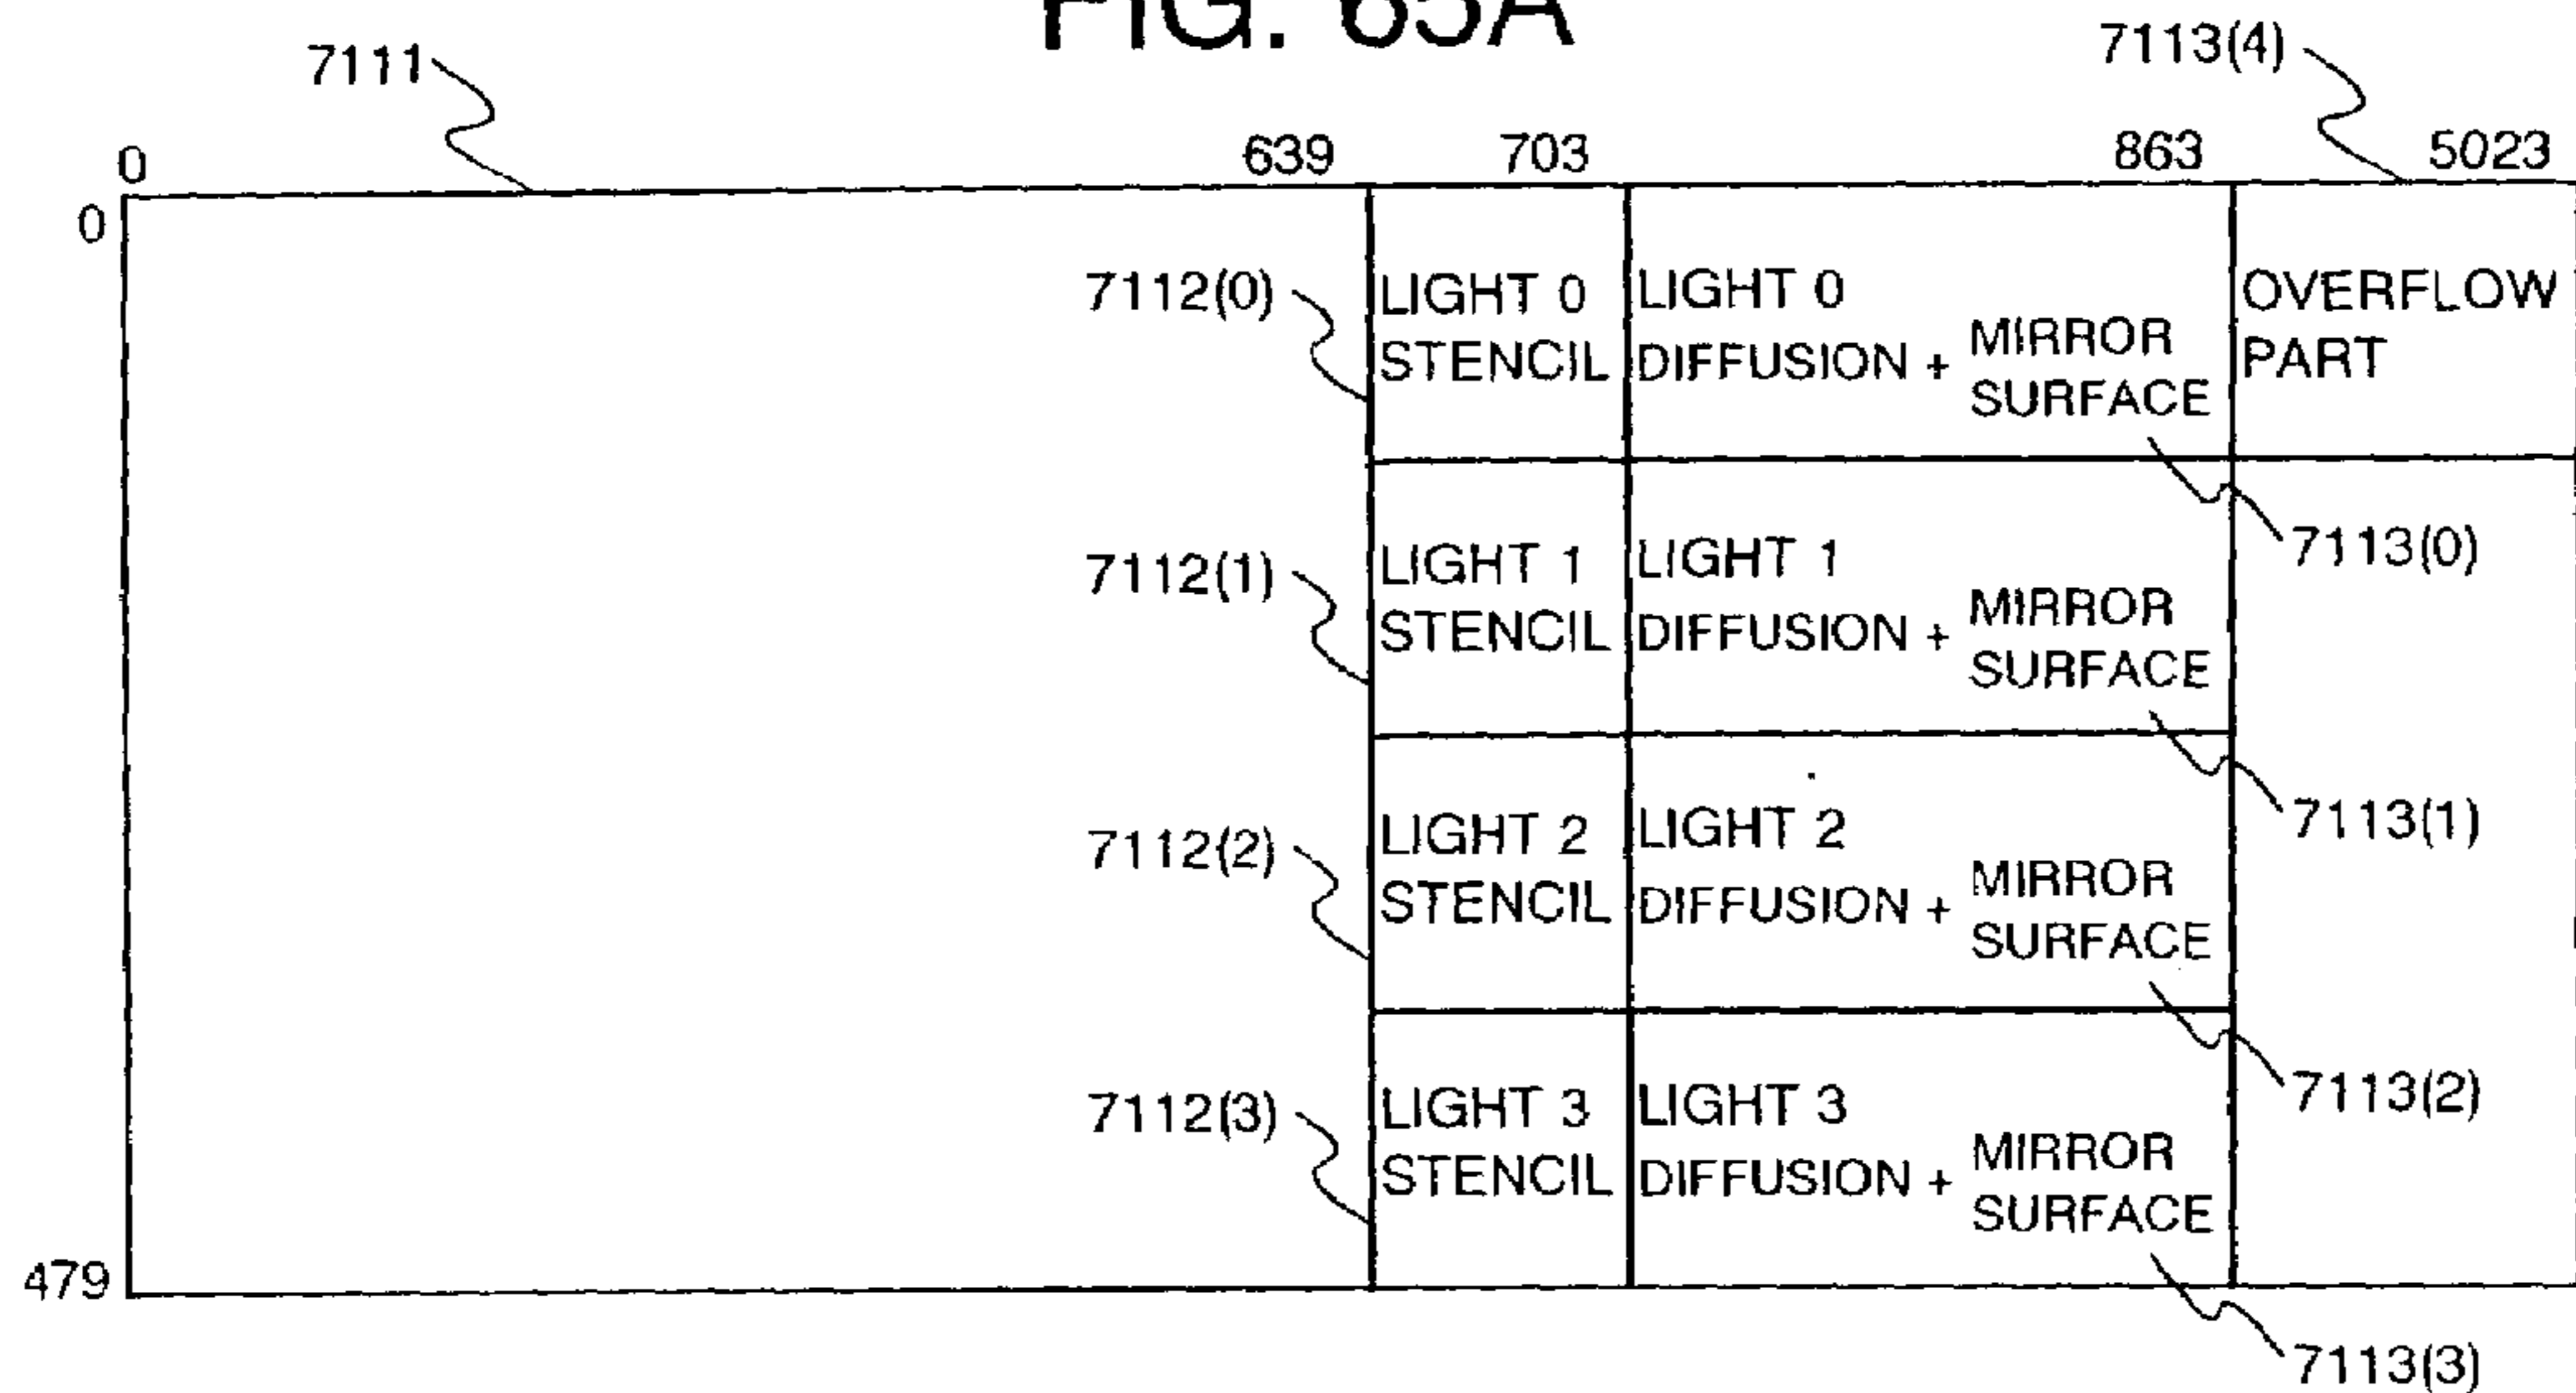 FIG. 65A
7111
7113(4)
0 639 703 863 5023
0
7112(0)
LIGHT 0
STENCIL
LIGHT 0
DIFFUSION + MIRROR
SURFACE
OVERFLOW
PART
7113(0)
7112(1)
LIGHT 1
STENCIL
LIGHT 1
DIFFUSION + MIRROR
SURFACE
7113(1)
7112(2)
LIGHT 2
STENCIL
LIGHT 2
DIFFUSION + MIRROR
SURFACE
7113(2)
7112(3)
LIGHT 3
STENCIL
LIGHT 3
DIFFUSION + MIRROR
SURFACE
479
7113(3)